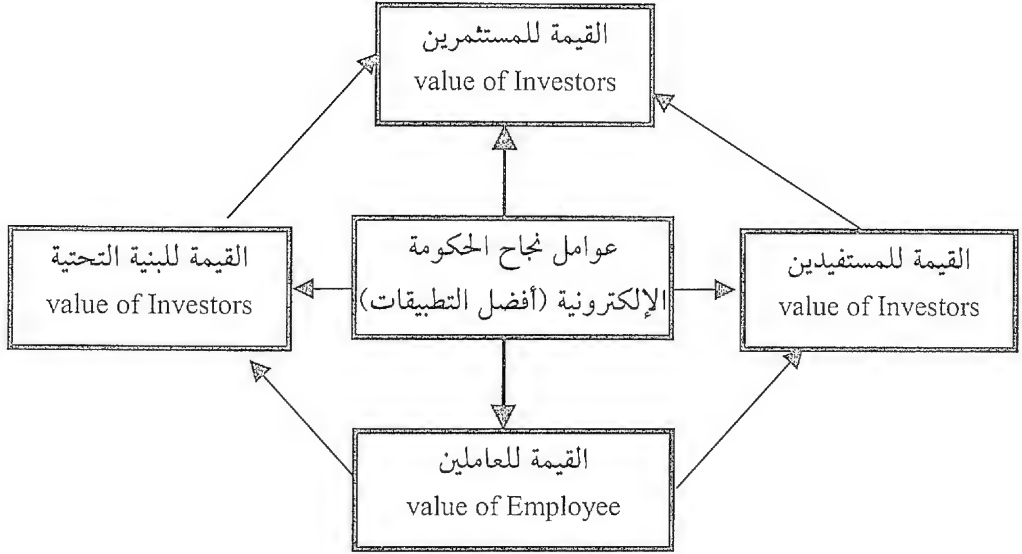 القيمة للمستثمرين
value of Investors
عوامل نجاح الحكومة
الإلكترونية (أفضل التطبيقات)
القيمة للمستفيدين
value of Investors
القيمة للبنية التحتية
value of Investors
القيمة للعاملين
value of Employee